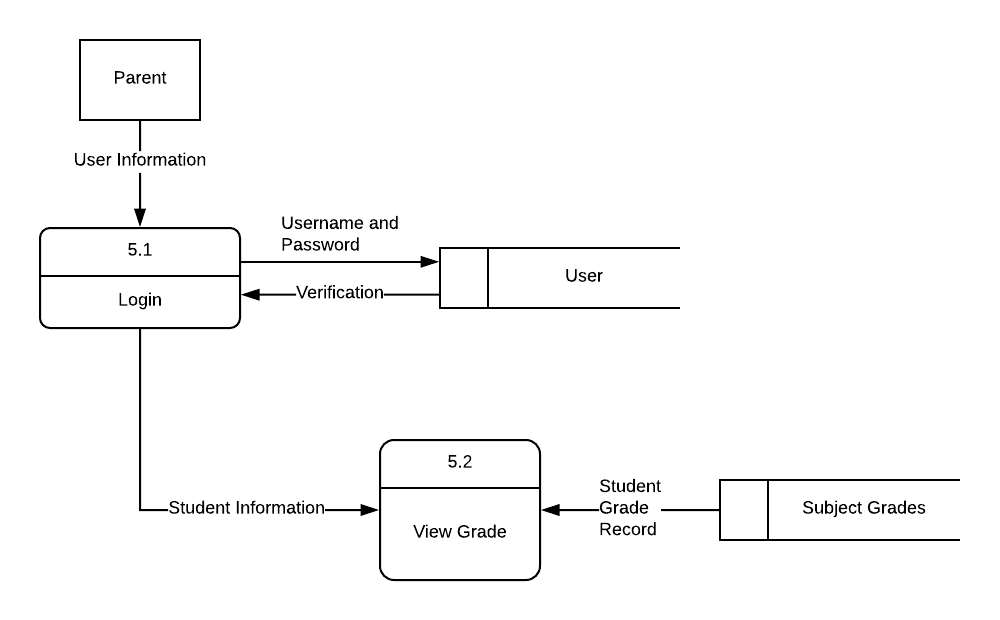 Parent
User Information
5.1
Login
Username and
Password
Verification
User
Student Information
5.2
View Grade
Student
Grade
Record
Subject Grades